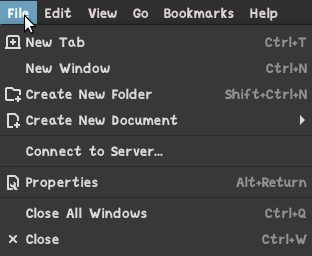 File Edit View Go Bookmarks Help
New Tab Ctrl+T
New Window Ctrl+N
Create New Folder Shift+Ctrl+N
Create New Document
Connect to Server...
Properties Alt+Return
Close All Windows Ctrl+Q
Close Ctrl+W